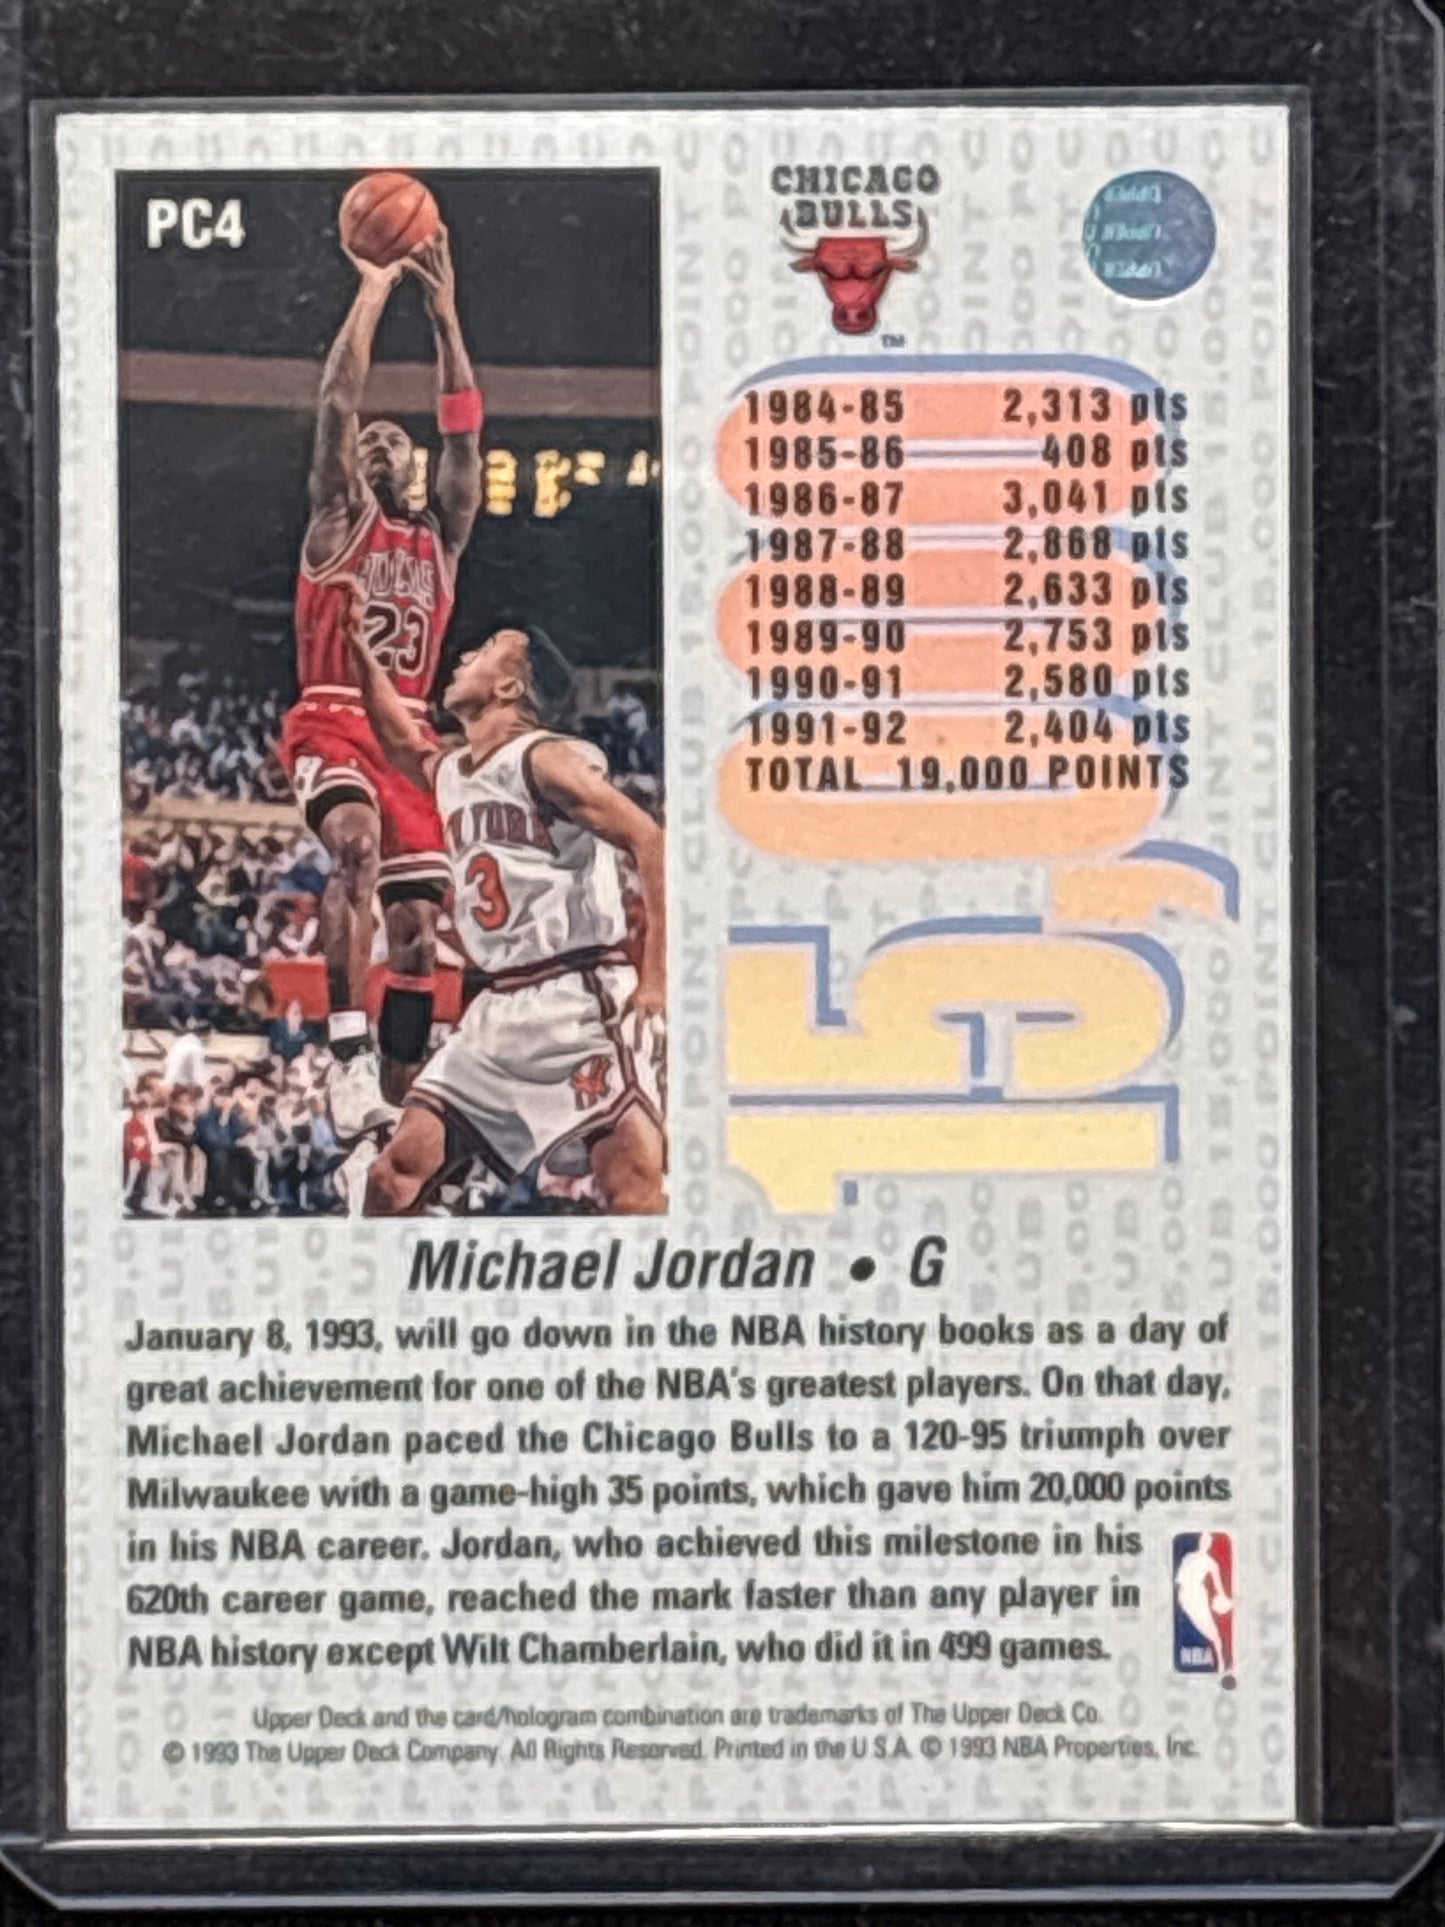 PC4
BULLS
23
YORK
3
CHICAGO
BULLS
TM
1984-85 2,313 pts
1985-86 408 pts
1986-87 3,041 pts
1987-88 2,868 pts
1988-89 2,633 pts
1989-90 2,753 pts
1990-91 2,580 pts
1991-92 2,404 pts
TOTAL 19,000 POINTS
15,000
Michael Jordan • G
January 8, 1993, will go down in the NBA history books as a day of
great achievement for one of the NBA's greatest players. On that day,
Michael Jordan paced the Chicago Bulls to a 120-95 triumph over
Milwaukee with a game-high 35 points, which gave him 20,000 points
in his NBA career. Jordan, who achieved this milestone in his
620th career game, reached the mark faster than any player in
NBA history except Wilt Chamberlain, who did it in 499 games.
NBA
Upper Deck and the card/hologram combination are trademarks of The Upper Deck Co.
© 1993 The Upper Deck Company. All Rights Reserved. Printed in the U.S.A. © 1993 NBA Properties, Inc.